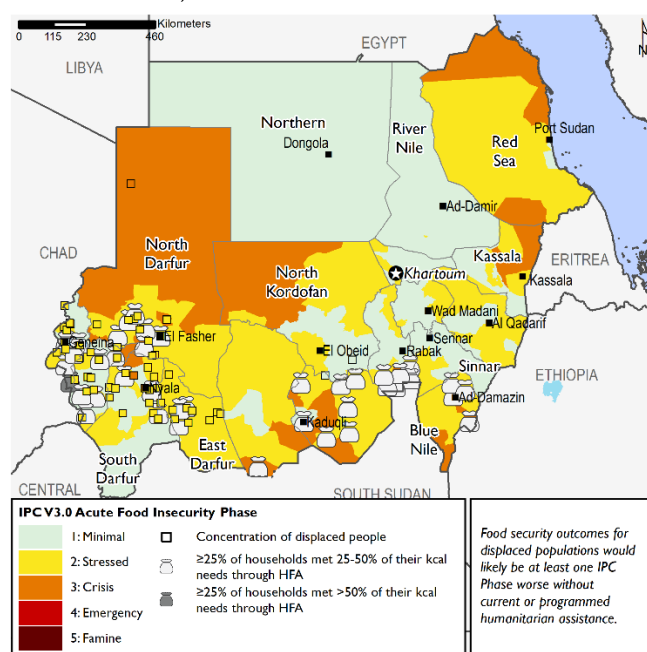 Kilometers
0 115 230 460
EGYPT
LIBYA
N
Northern
Dongola
River
Nile
Port Sudan
Red
Sea
Ad-Damir
CHAD
North
Darfur
North
Kordofan
Khartoum
Kassala
ERITREA
Kassala
Wad Madani
Geneina
El Fasher
Al Qadarif
El Obeid
Sennar
Rabak
Sinnar
Nyala
ETHIOPIA
Ad-Damazin
Kaduqli
East
Darfur
South
Darfur
Blue
Nile
CENTRAL
SOUTH SUDAN
IPC V3.0 Acute Food Insecurity Phase
1: Minimal
2: Stressed
3: Crisis
4: Emergency
5: Famine
Concentration of displaced people
≥25% of households met 25-50% of their kcal
needs through HFA
≥25% of households met >50% of their kcal
needs through HFA
Food security outcomes for
displaced populations would
likely be at least one IPC
Phase worse without
current or programmed
humanitarian assistance.